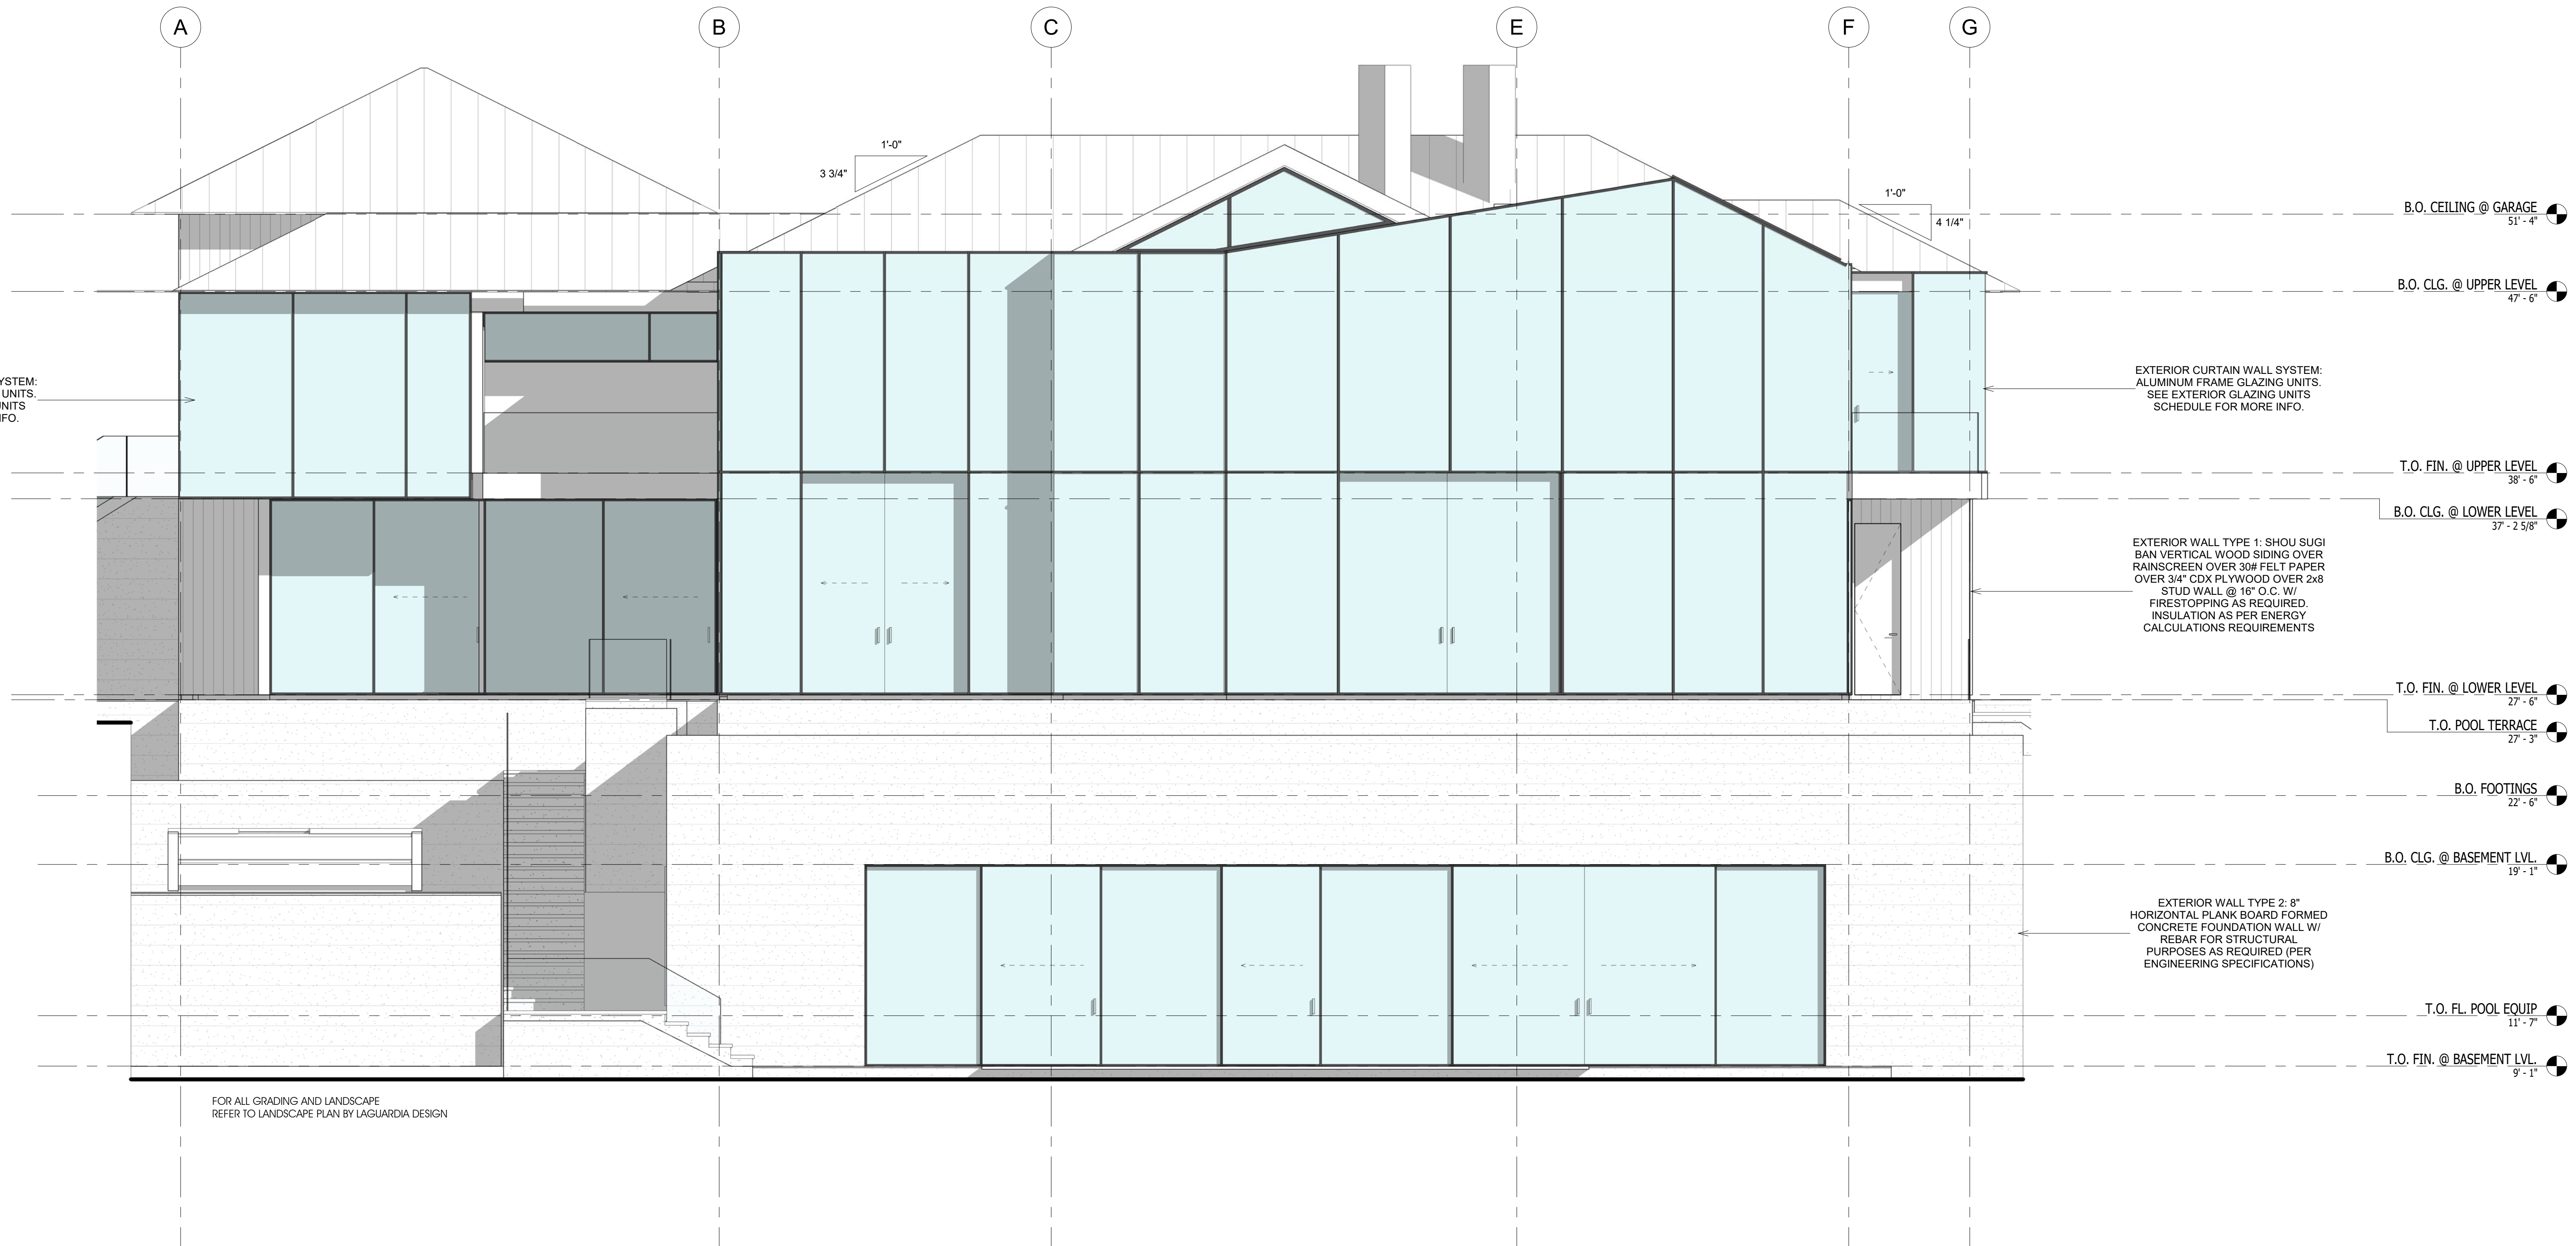 A
B
C
E
F
G
1'-0"
3 3/4"
1'-0"
4 1/4"
B.O. CEILING @ GARAGE
51' - 4"
B.O. CLG. @ UPPER LEVEL
47' - 6"
YSTEM:
UNITS.
NITS
FO.
EXTERIOR CURTAIN WALL SYSTEM:
ALUMINUM FRAME GLAZING UNITS.
SEE EXTERIOR GLAZING UNITS
SCHEDULE FOR MORE INFO.
T.O. FIN. @ UPPER LEVEL
38' - 6"
B.O. CLG. @ LOWER LEVEL
37' - 2 5/8"
EXTERIOR WALL TYPE 1: SHOU SUGI
BAN VERTICAL WOOD SIDING OVER
RAINSCREEN OVER 30# FELT PAPER
OVER 3/4" CDX PLYWOOD OVER 2x8
STUD WALL @ 16" O.C. W/
FIRESTOPPING AS REQUIRED.
INSULATION AS PER ENERGY
CALCULATIONS REQUIREMENTS
T.O. FIN. @ LOWER LEVEL
27' - 6"
T.O. POOL TERRACE
27' - 3"
B.O. FOOTINGS
22' - 6"
B.O. CLG. @ BASEMENT LVL.
19' - 1"
EXTERIOR WALL TYPE 2: 8"
HORIZONTAL PLANK BOARD FORMED
CONCRETE FOUNDATION WALL W/
REBAR FOR STRUCTURAL
PURPOSES AS REQUIRED (PER
ENGINEERING SPECIFICATIONS)
T.O. FL. POOL EQUIP
11' - 7"
T.O. FIN. @ BASEMENT LVL.
9' - 1"
FOR ALL GRADING AND LANDSCAPE
REFER TO LANDSCAPE PLAN BY LAGUARDIA DESIGN